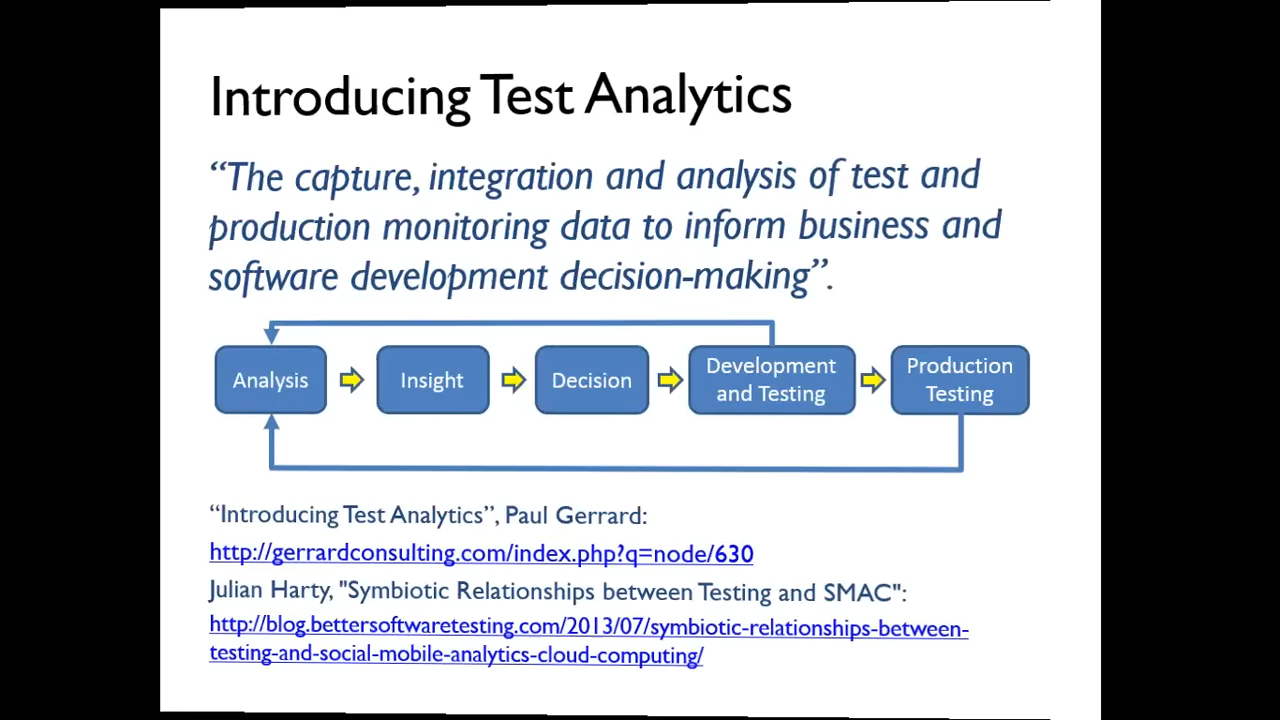 Introducing Test Analytics
“The capture, integration and analysis of test and
production monitoring data to inform business and
software development decision-making”.
Analysis
Insight
Decision
Development
and Testing
Production
Testing
“Introducing Test Analytics”, Paul Gerrard:
http://gerrardconsulting.com/index.php?q=node/630
Julian Harty, "Symbiotic Relationships between Testing and SMAC":
http://blog.bettersoftwaretesting.com/2013/07/symbiotic-relationships-between-
testing-and-social-mobile-analytics-cloud-computing/